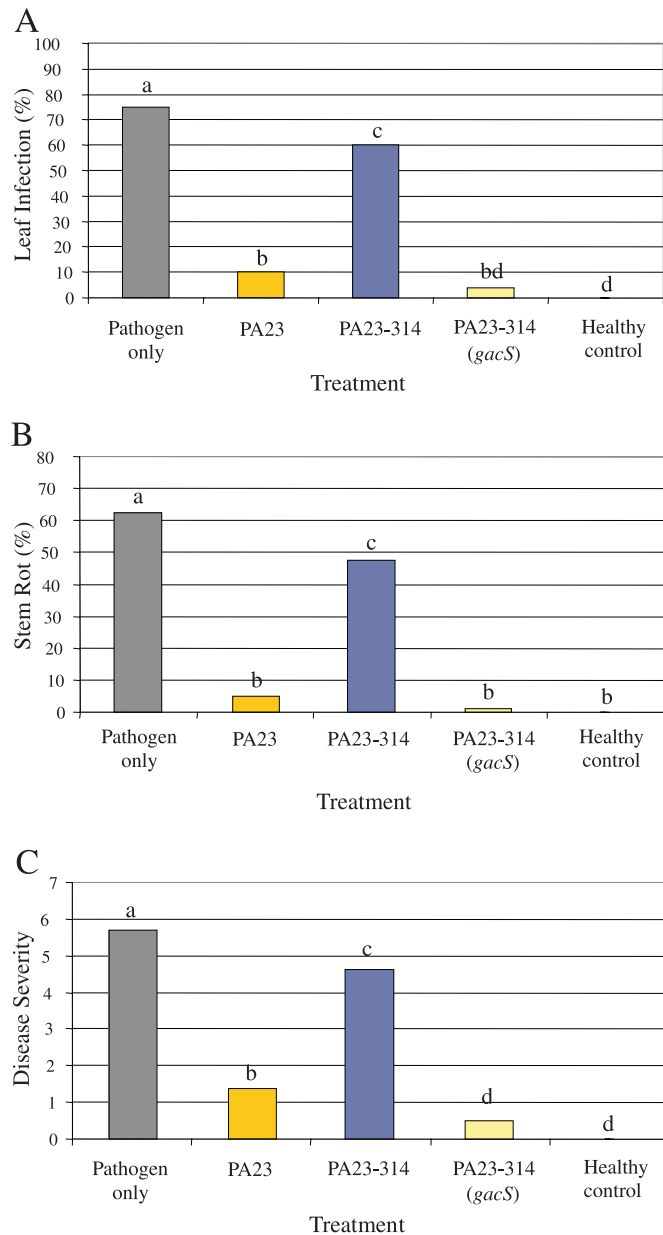 A
Leaf Infection (%)
100
90
80
70
60
50
40
30
20
10
0
a
b
c
bd
d
Pathogen only
PA23
PA23-314
PA23-314 (gacS)
Healthy control
Treatment
B
Stem Rot (%)
80
70
60
50
40
30
20
10
0
a
b
c
b
b
Pathogen only
PA23
PA23-314
PA23-314 (gacS)
Healthy control
Treatment
C
Disease Severity
7
6
5
4
3
2
1
0
a
b
c
d
d
Pathogen only
PA23
PA23-314
PA23-314 (gacS)
Healthy control
Treatment